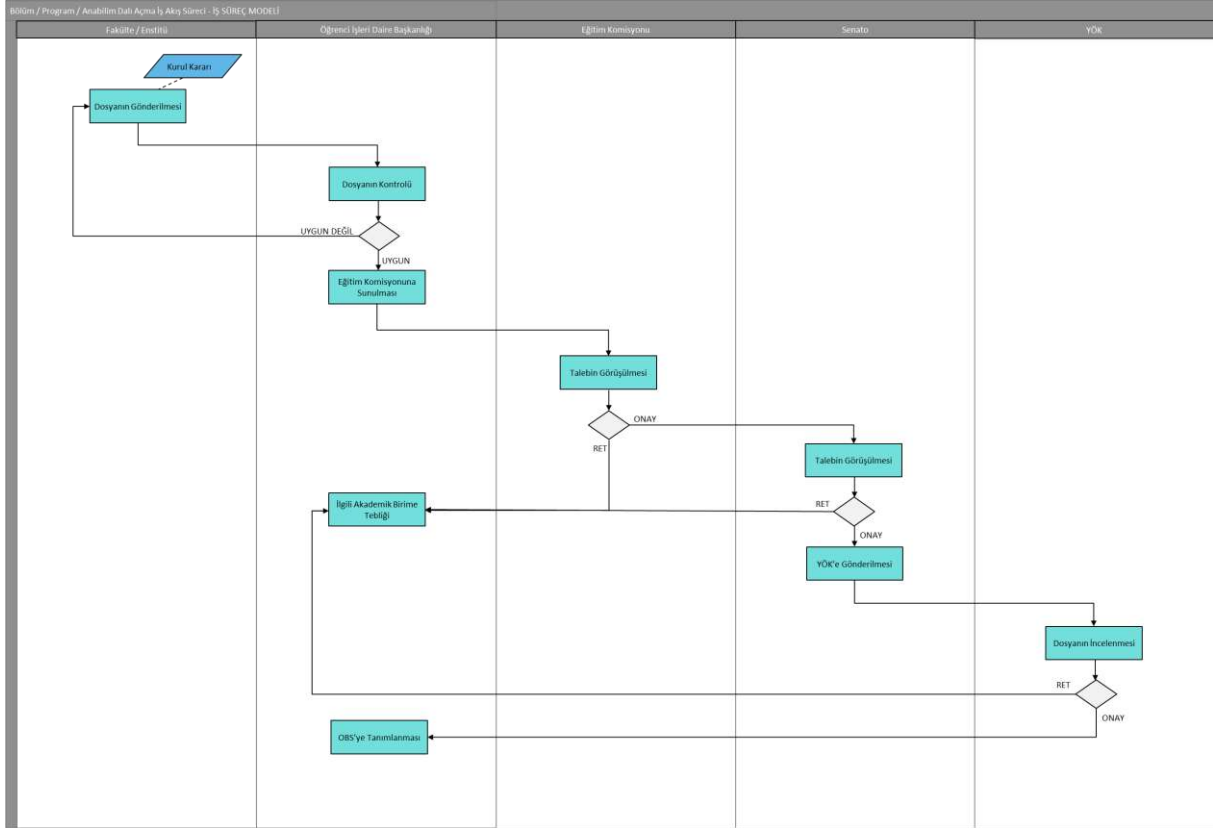 Bölüm / Program / Anabilim Dalı Açma İş Akış Süreci - İŞ SÜREÇ MODELİ
Fakülte / Enstitü
Öğrenci İşleri Daire Başkanlığı
Eğitim Komisyonu
Senato
YÖK
Kurul Kararı
Dosyanın Gönderilmesi
Dosyanın Kontrolü
UYGUN DEĞİL
UYGUN
Eğitim Komisyonuna
Sunulması
Talebin Görüşülmesi
ONAY
RET
Talebin Görüşülmesi
İlgili Akademik Birime
Tebliği
RET
ONAY
YÖK'e Gönderilmesi
Dosyanın İncelenmesi
RET
ONAY
OBS'ye Tanımlanması